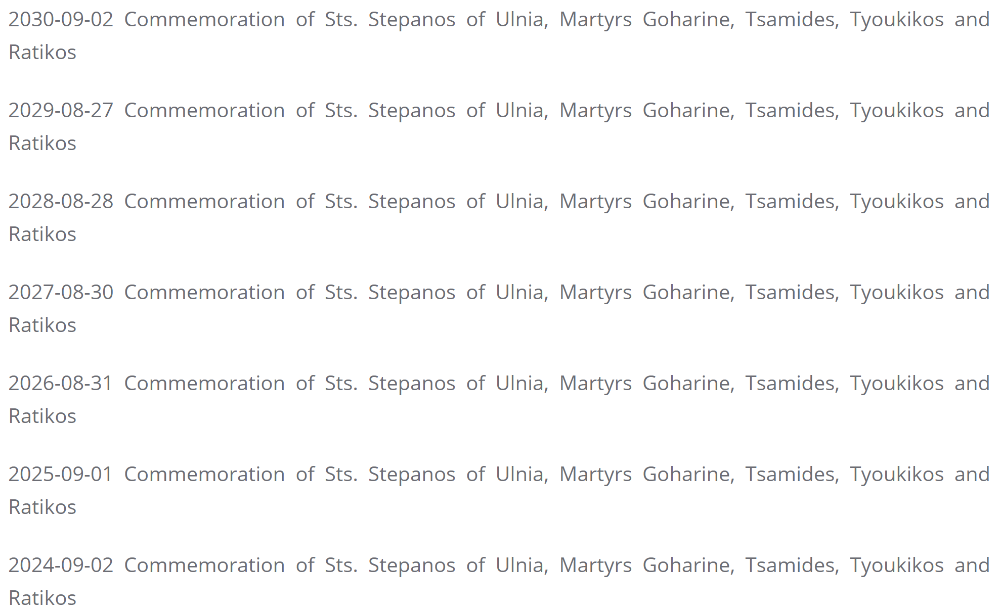 2030-09-02 Commemoration of Sts. Stepanos of Ulnia, Martyrs Goharine, Tsamides, Tyoukikos and
Ratikos
2029-08-27 Commemoration of Sts. Stepanos of Ulnia, Martyrs Goharine, Tsamides, Tyoukikos and
Ratikos
2028-08-28 Commemoration of Sts. Stepanos of Ulnia, Martyrs Goharine, Tsamides, Tyoukikos and
Ratikos
2027-08-30 Commemoration of Sts. Stepanos of Ulnia, Martyrs Goharine, Tsamides, Tyoukikos and
Ratikos
2026-08-31 Commemoration of Sts. Stepanos of Ulnia, Martyrs Goharine, Tsamides, Tyoukikos and
Ratikos
2025-09-01 Commemoration of Sts. Stepanos of Ulnia, Martyrs Goharine, Tsamides, Tyoukikos and
Ratikos
2024-09-02 Commemoration of Sts. Stepanos of Ulnia, Martyrs Goharine, Tsamides, Tyoukikos and
Ratikos